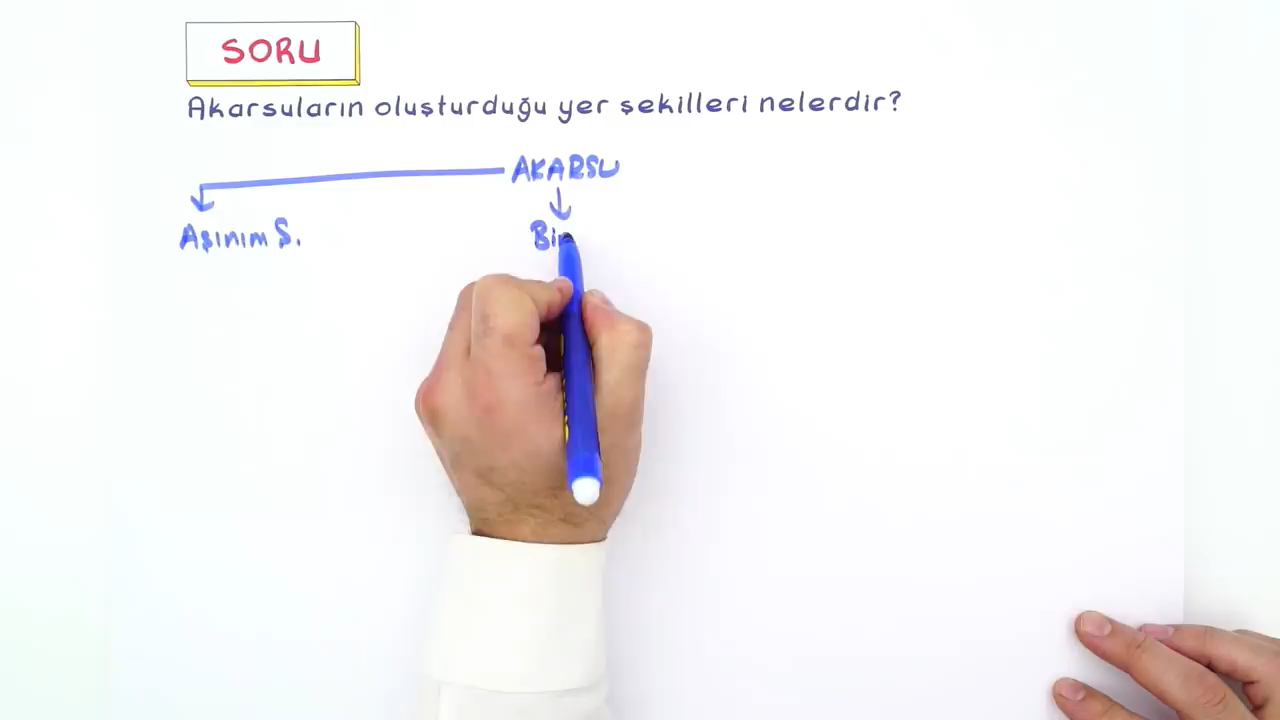 SORU
Akarsuların oluşturduğu yer şekilleri nelerdir?
AKARSU
Aşınım Ş.